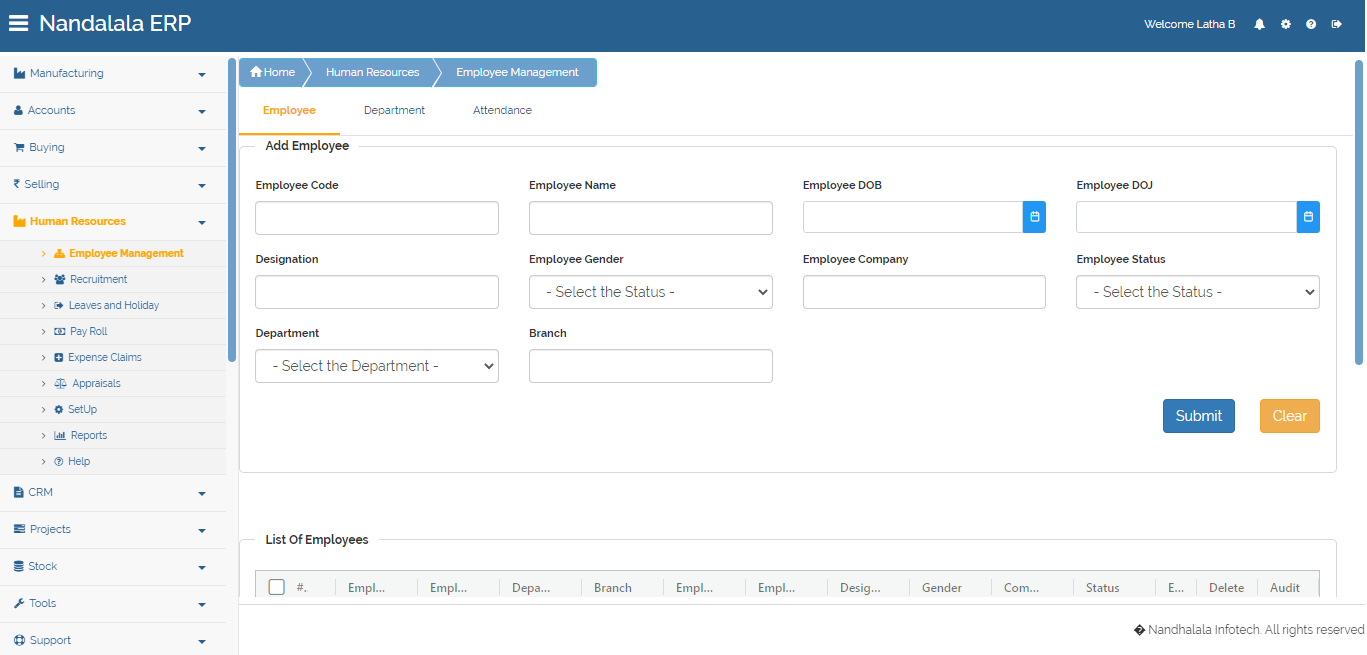 Nandalala ERP
Welcome Latha B
Manufacturing
Accounts
Buying
Selling
Human Resources
Employee Management
Recruitment
Leaves and Holiday
Pay Roll
Expense Claims
Appraisals
SetUp
Reports
Help
CRM
Projects
Stock
Tools
Support
Home Human Resources Employee Management
Employee Department Attendance
Add Employee
Employee Code Employee Name Employee DOB Employee DOJ
Designation Employee Gender Employee Company Employee Status
- Select the Status - - Select the Status -
Department Branch
- Select the Department -
Submit Clear
List Of Employees
#. Empl... Empl... Depa... Branch Empl... Empl... Desig... Gender Com... Status E... Delete Audit
� Nandhalala Infotech. All rights reserved